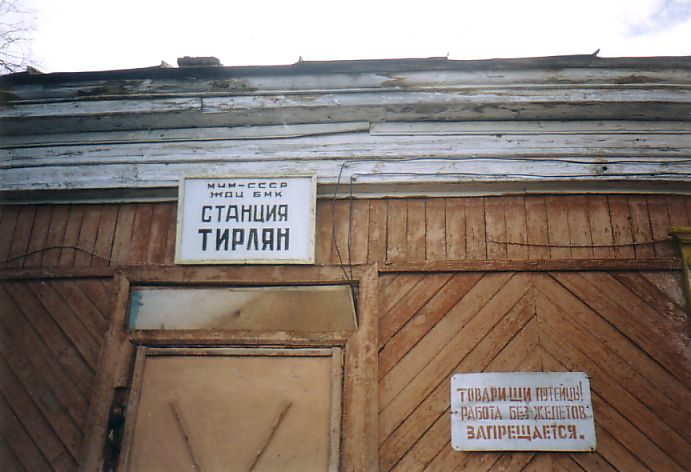 МЧМ-СССР
ЖДЦ БМК
СТАНЦИЯ
ТИРЛЯН
ТОВАРИЩИ ПУТЕЙЦЫ!
РАБОТА БЕЗ ЖЕЛЕТОВ
ЗАПРЕЩАЕТСЯ.